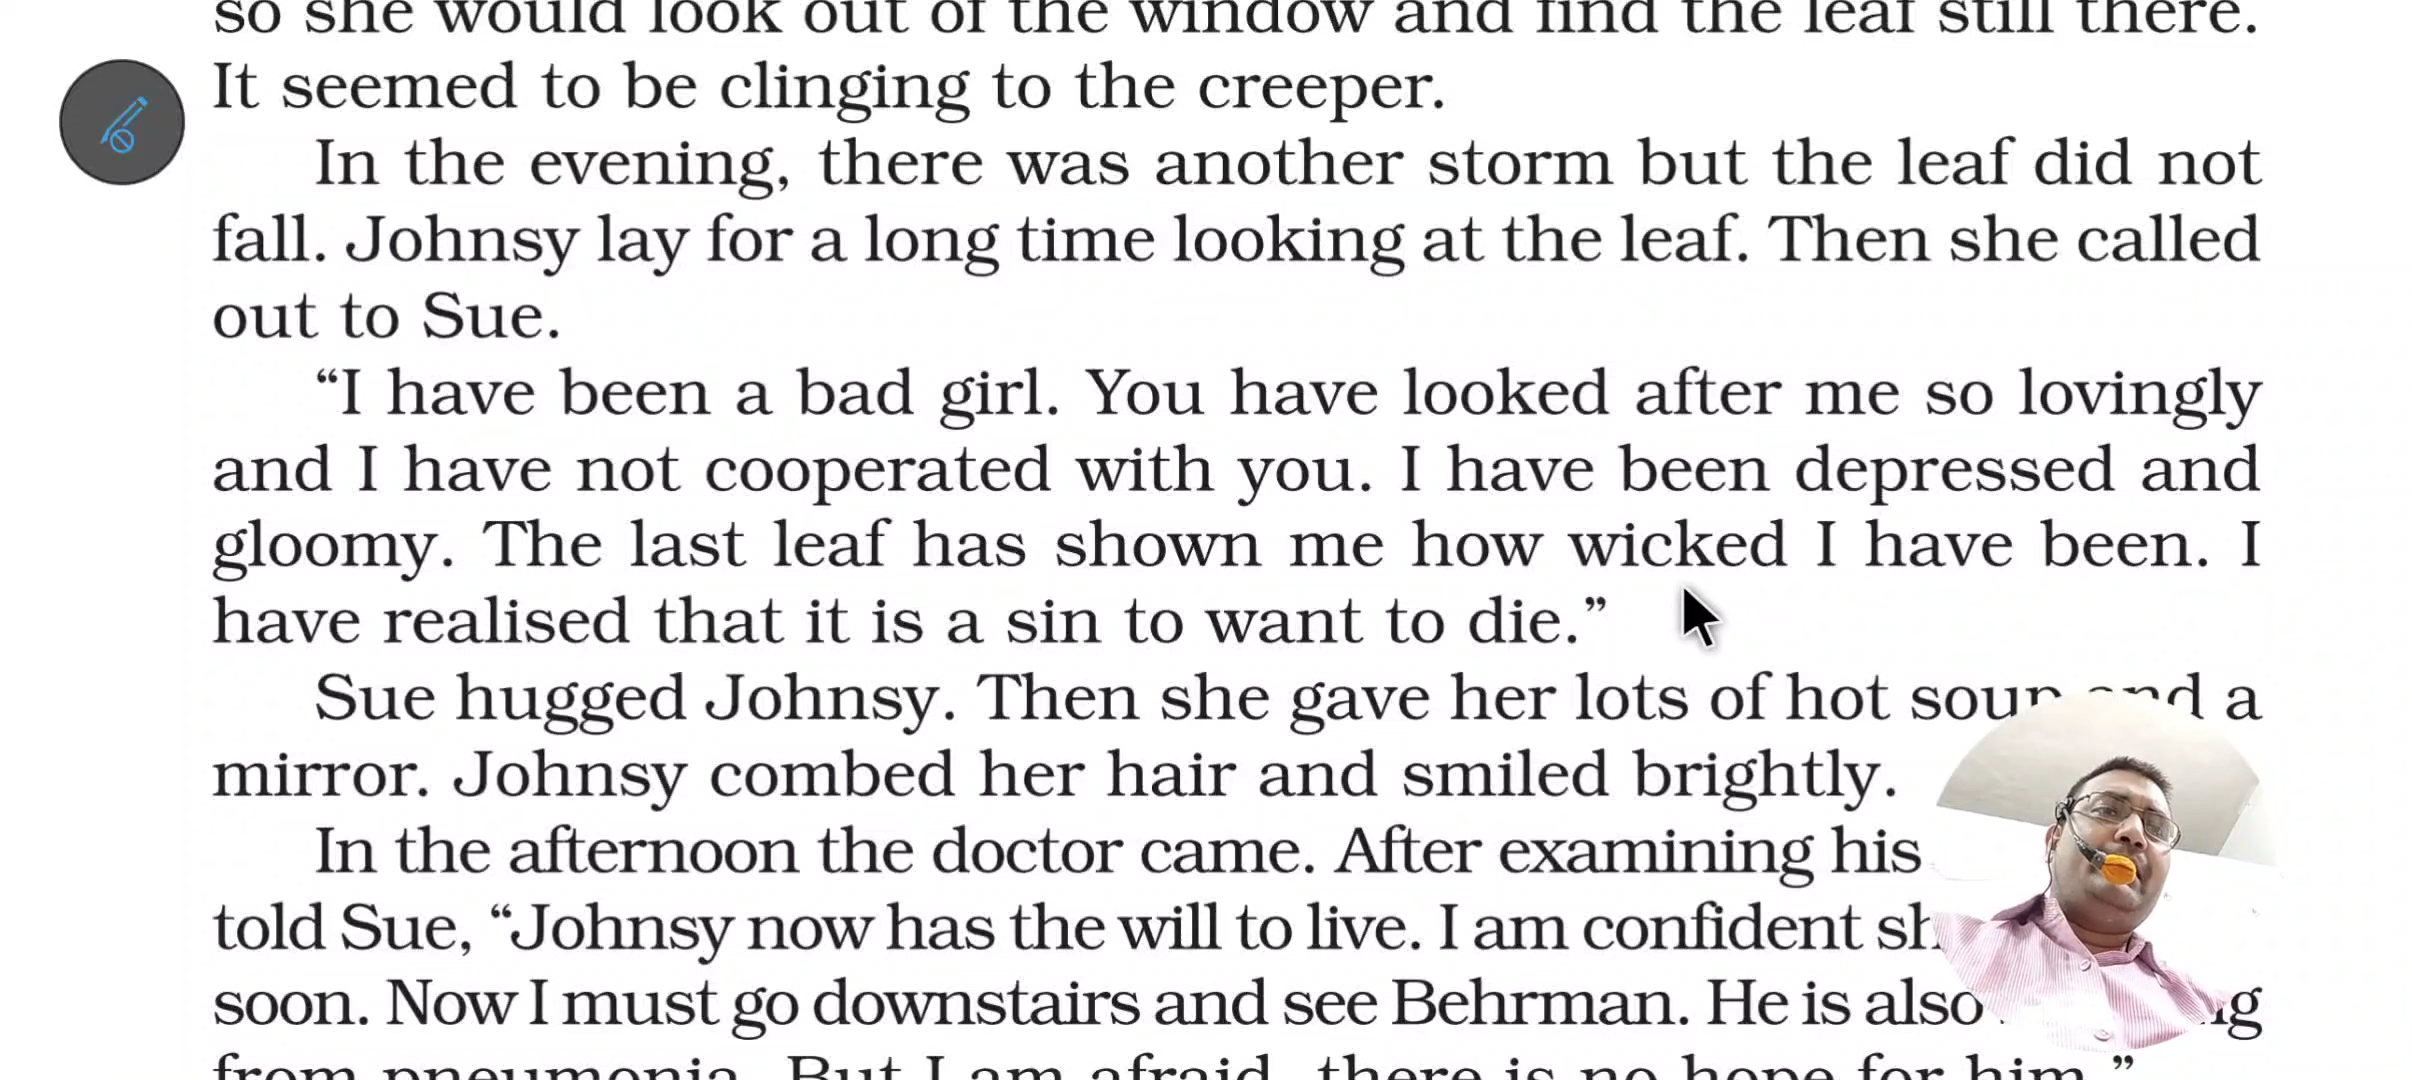 so she would look out of the window and find the leaf still there.
It seemed to be clinging to the creeper.
In the evening, there was another storm but the leaf did not
fall. Johnsy lay for a long time looking at the leaf. Then she called
out to Sue.
“I have been a bad girl. You have looked after me so lovingly
and I have not cooperated with you. I have been depressed and
gloomy. The last leaf has shown me how wicked I have been. I
have realised that it is a sin to want to die.”
Sue hugged Johnsy. Then she gave her lots of hot soup and a
mirror. Johnsy combed her hair and smiled brightly.
In the afternoon the doctor came. After examining his
told Sue, “Johnsy now has the will to live. I am confident
soon. Now I must go downstairs and see Behrman. He is also
from pneumonia. But I am afraid, there is no hope for him.”